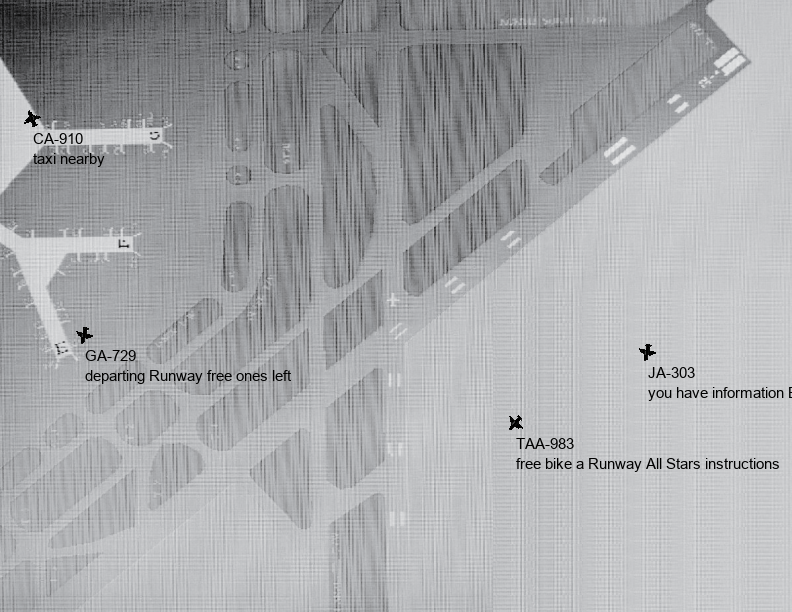 CA-910
taxi nearby
GA-729
departing Runway free ones left
JA-303
you have information
TAA-983
free bike a Runway All Stars instructions